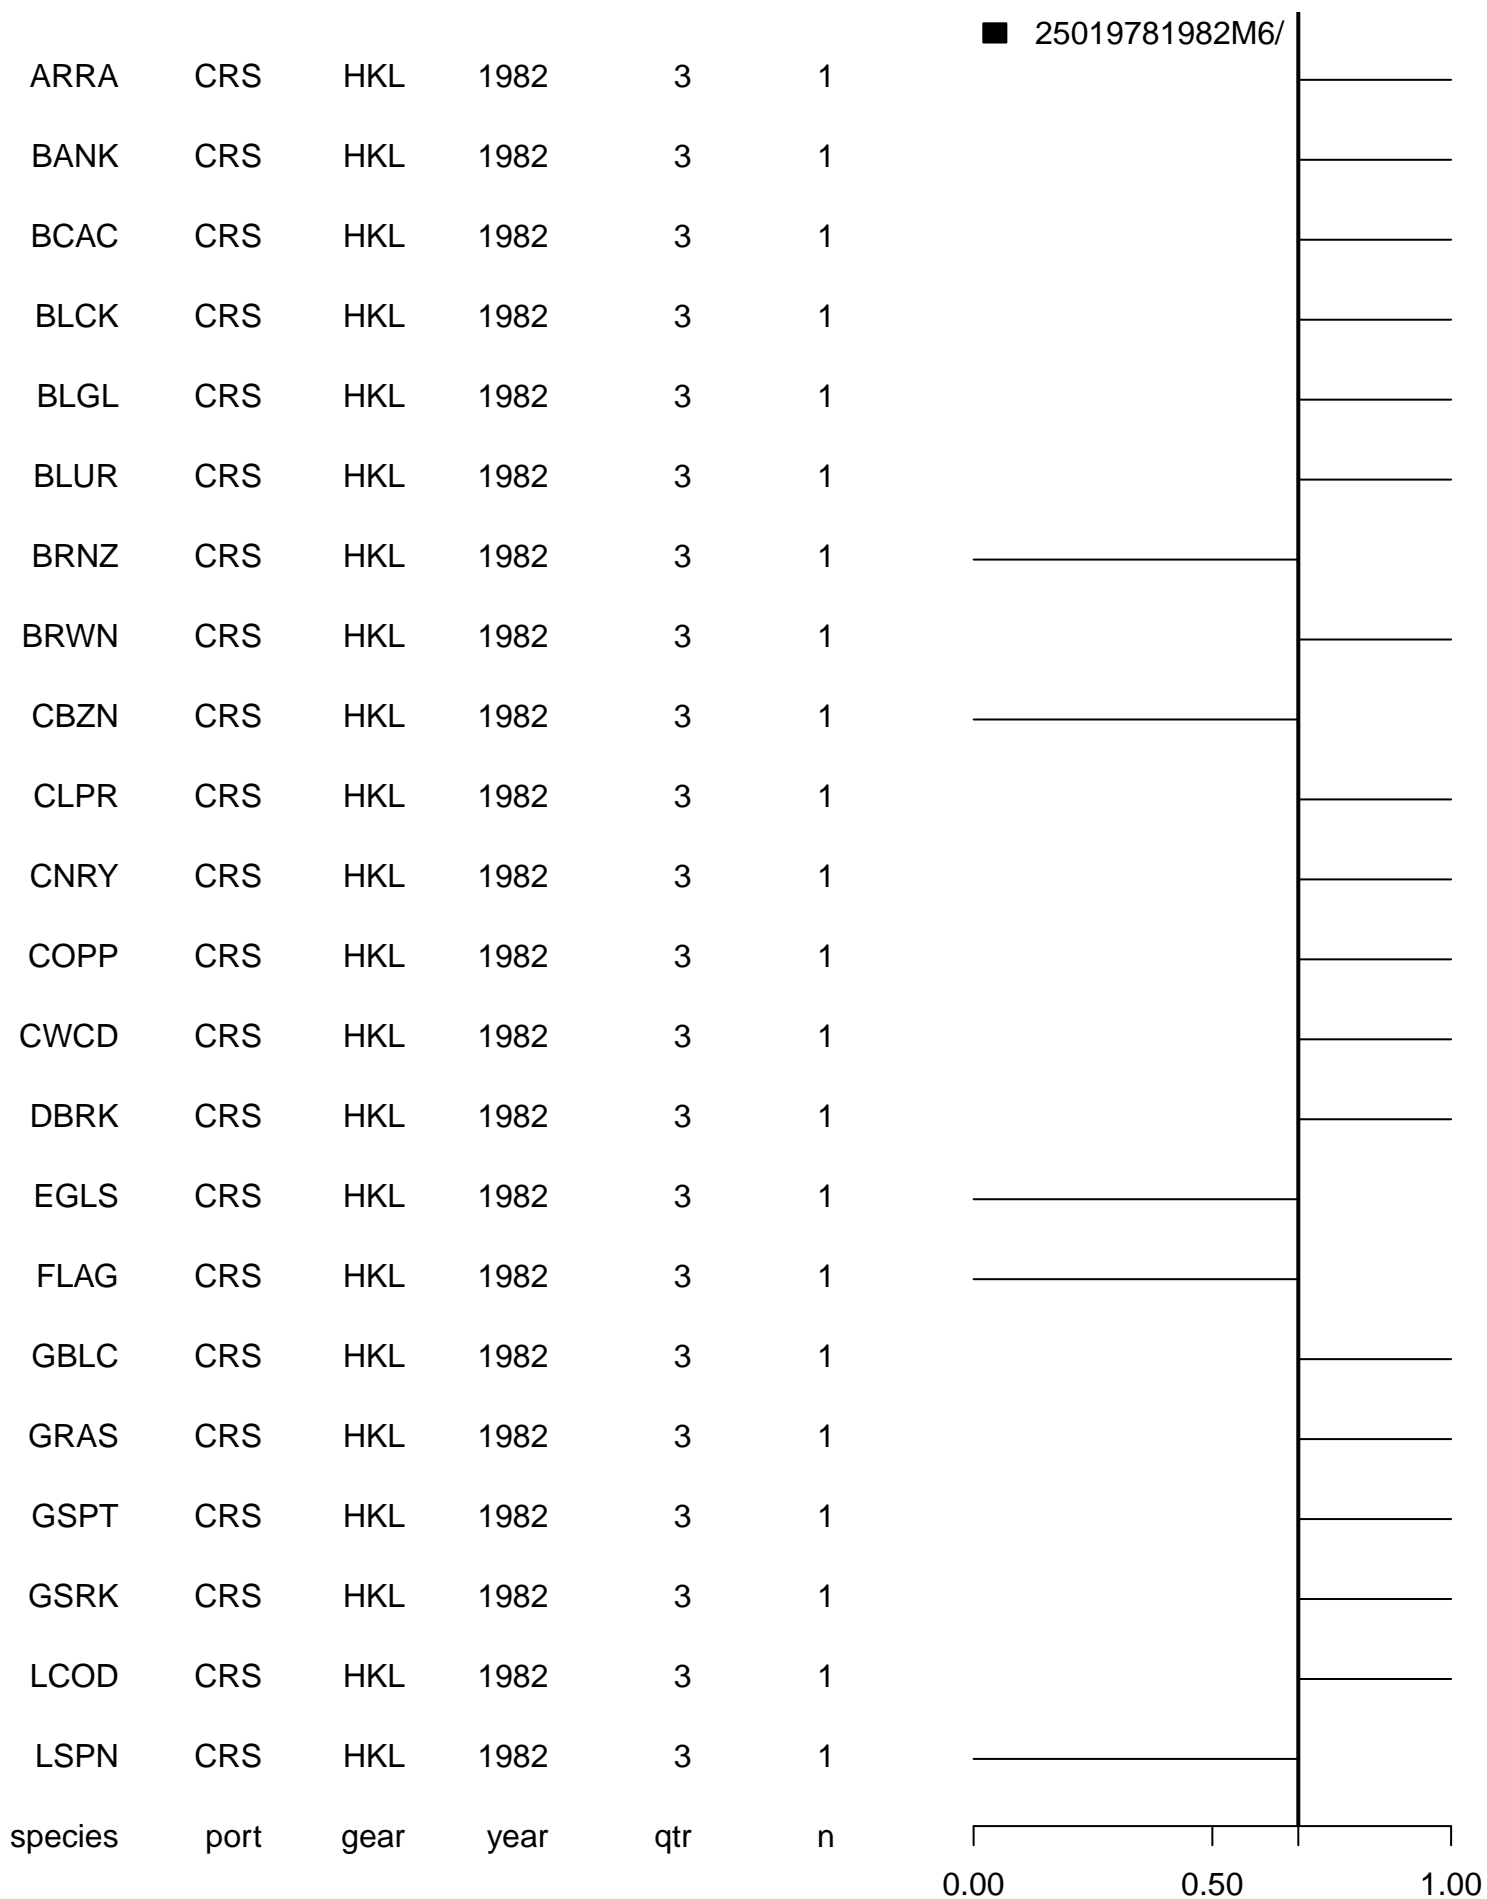 25019781982M6/
ARRA CRS HKL 1982 3 1
BANK CRS HKL 1982 3 1
BCAC CRS HKL 1982 3 1
BLCK CRS HKL 1982 3 1
BLGL CRS HKL 1982 3 1
BLUR CRS HKL 1982 3 1
BRNZ CRS HKL 1982 3 1
BRWN CRS HKL 1982 3 1
CBZN CRS HKL 1982 3 1
CLPR CRS HKL 1982 3 1
CNRY CRS HKL 1982 3 1
COPP CRS HKL 1982 3 1
CWCD CRS HKL 1982 3 1
DBRK CRS HKL 1982 3 1
EGLS CRS HKL 1982 3 1
FLAG CRS HKL 1982 3 1
GBLC CRS HKL 1982 3 1
GRAS CRS HKL 1982 3 1
GSPT CRS HKL 1982 3 1
GSRK CRS HKL 1982 3 1
LCOD CRS HKL 1982 3 1
LSPN CRS HKL 1982 3 1
species port gear year qtr n
0.00 0.50 1.00